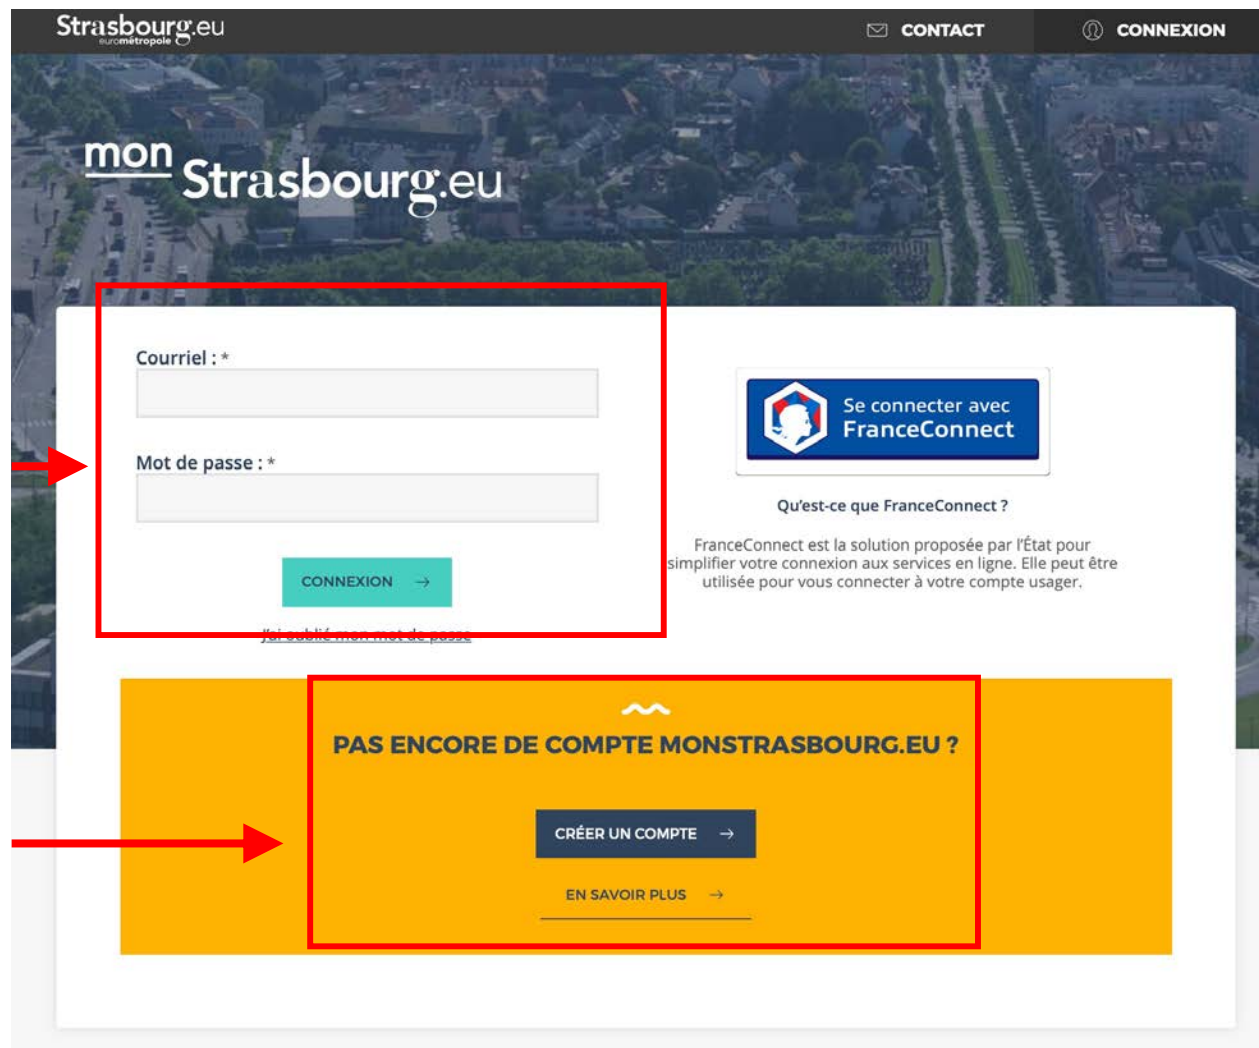 Strasbourg.eu
eurométropole
CONTACT
CONNEXION
mon
Strasbourg.eu
Courriel : *
Mot de passe : *
CONNEXION →
J'ai oublié mon mot de passe
Se connecter avec
FranceConnect
Qu'est-ce que FranceConnect ?
FranceConnect est la solution proposée par l'État pour
simplifier votre connexion aux services en ligne. Elle peut être
utilisée pour vous connecter à votre compte usager.
PAS ENCORE DE COMPTE MONSTRASBOURG.EU ?
CRÉER UN COMPTE →
EN SAVOIR PLUS →